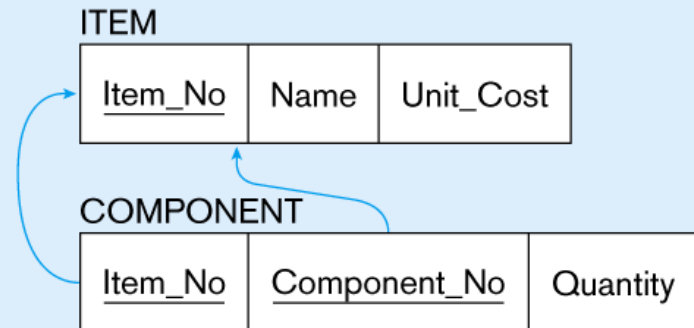 ITEM
Item_No Name Unit_Cost
COMPONENT
Item_No Component_No Quantity